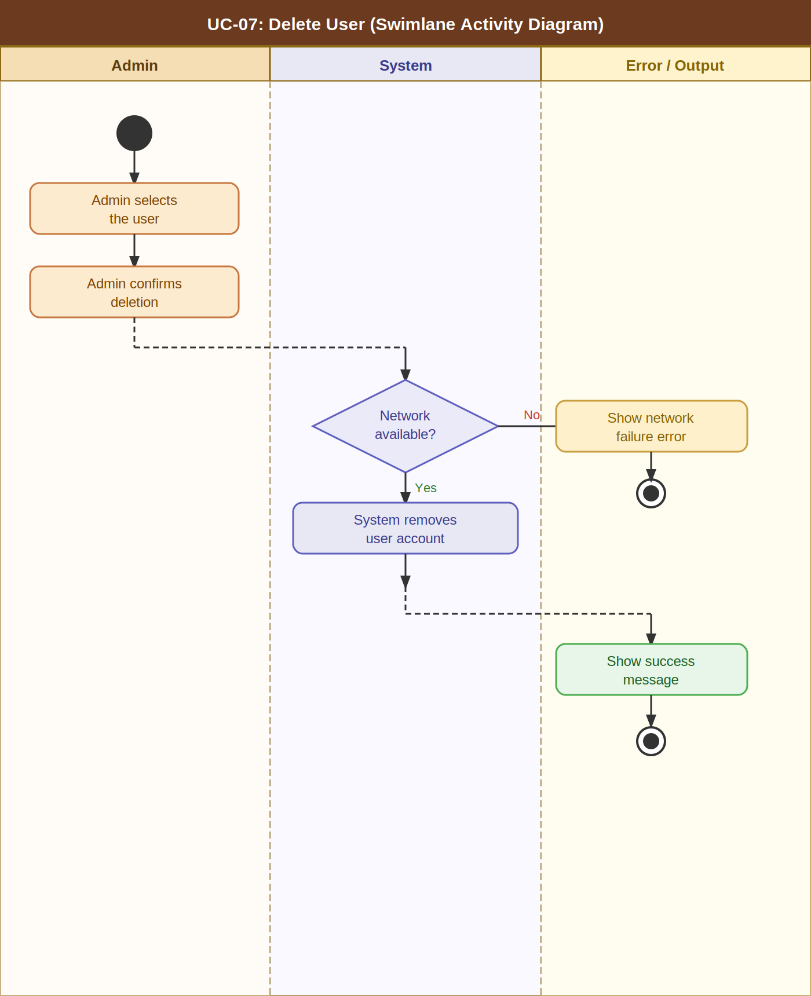 UC-07: Delete User (Swimlane Activity Diagram)
Admin
System
Error / Output
Admin selects
the user
Admin confirms
deletion
Network
available?
No
Show network
failure error
Yes
System removes
user account
Show success
message